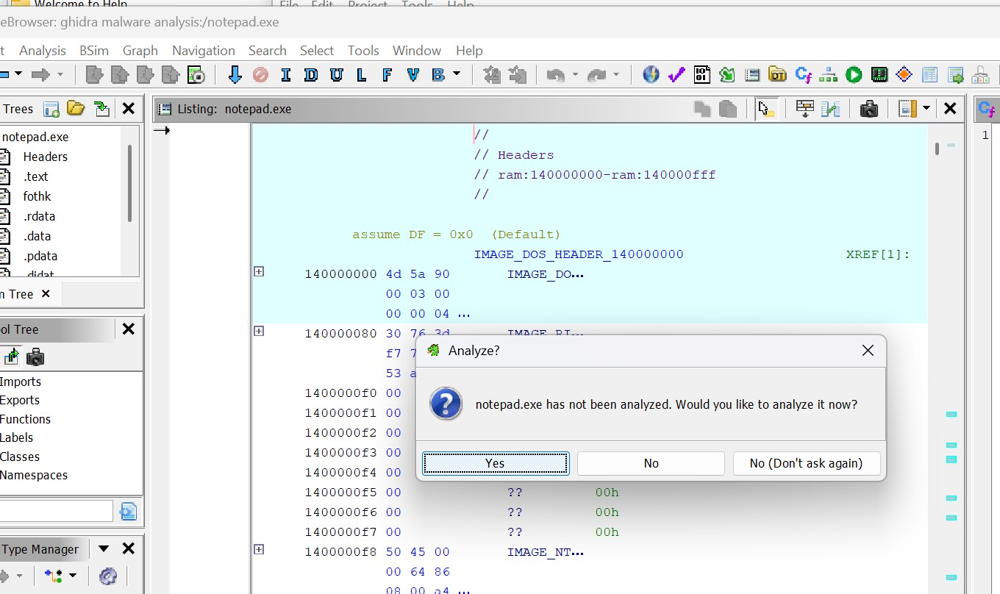 Welcome to Help
File Edit Project Tools Help
eBrowser: ghidra malware analysis:/notepad.exe
t Analysis BSim Graph Navigation Search Select Tools Window Help
I D U L F V B
Trees
Listing: notepad.exe
notepad.exe
Headers
.text
fothk
.rdata
.data
.pdata
.didat
m Tree
ool Tree
Imports
Exports
Functions
Labels
Classes
Namespaces
Type Manager
//
// Headers
// ram:140000000-ram:140000fff
//
assume DF = 0x0 (Default)
IMAGE_DOS_HEADER_140000000 XREF[1]:
140000000 4d 5a 90 IMAGE_DO...
00 03 00
00 00 04 ...
140000080 30 76 3d IMAGE_RI...
f7 7
53 a
1400000f0 00
1400000f1 00
1400000f2 00
1400000f3 00
1400000f4 00
1400000f5 00 ?? 00h
1400000f6 00 ?? 00h
1400000f7 00 ?? 00h
1400000f8 50 45 00 IMAGE_NT...
00 64 86
08 00 a4 ...
Analyze?
notepad.exe has not been analyzed. Would you like to analyze it now?
Yes
No
No (Don't ask again)
1